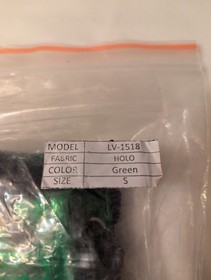 MODEL LV-1518
FABRIC HOLO
COLOR Green
SIZE S